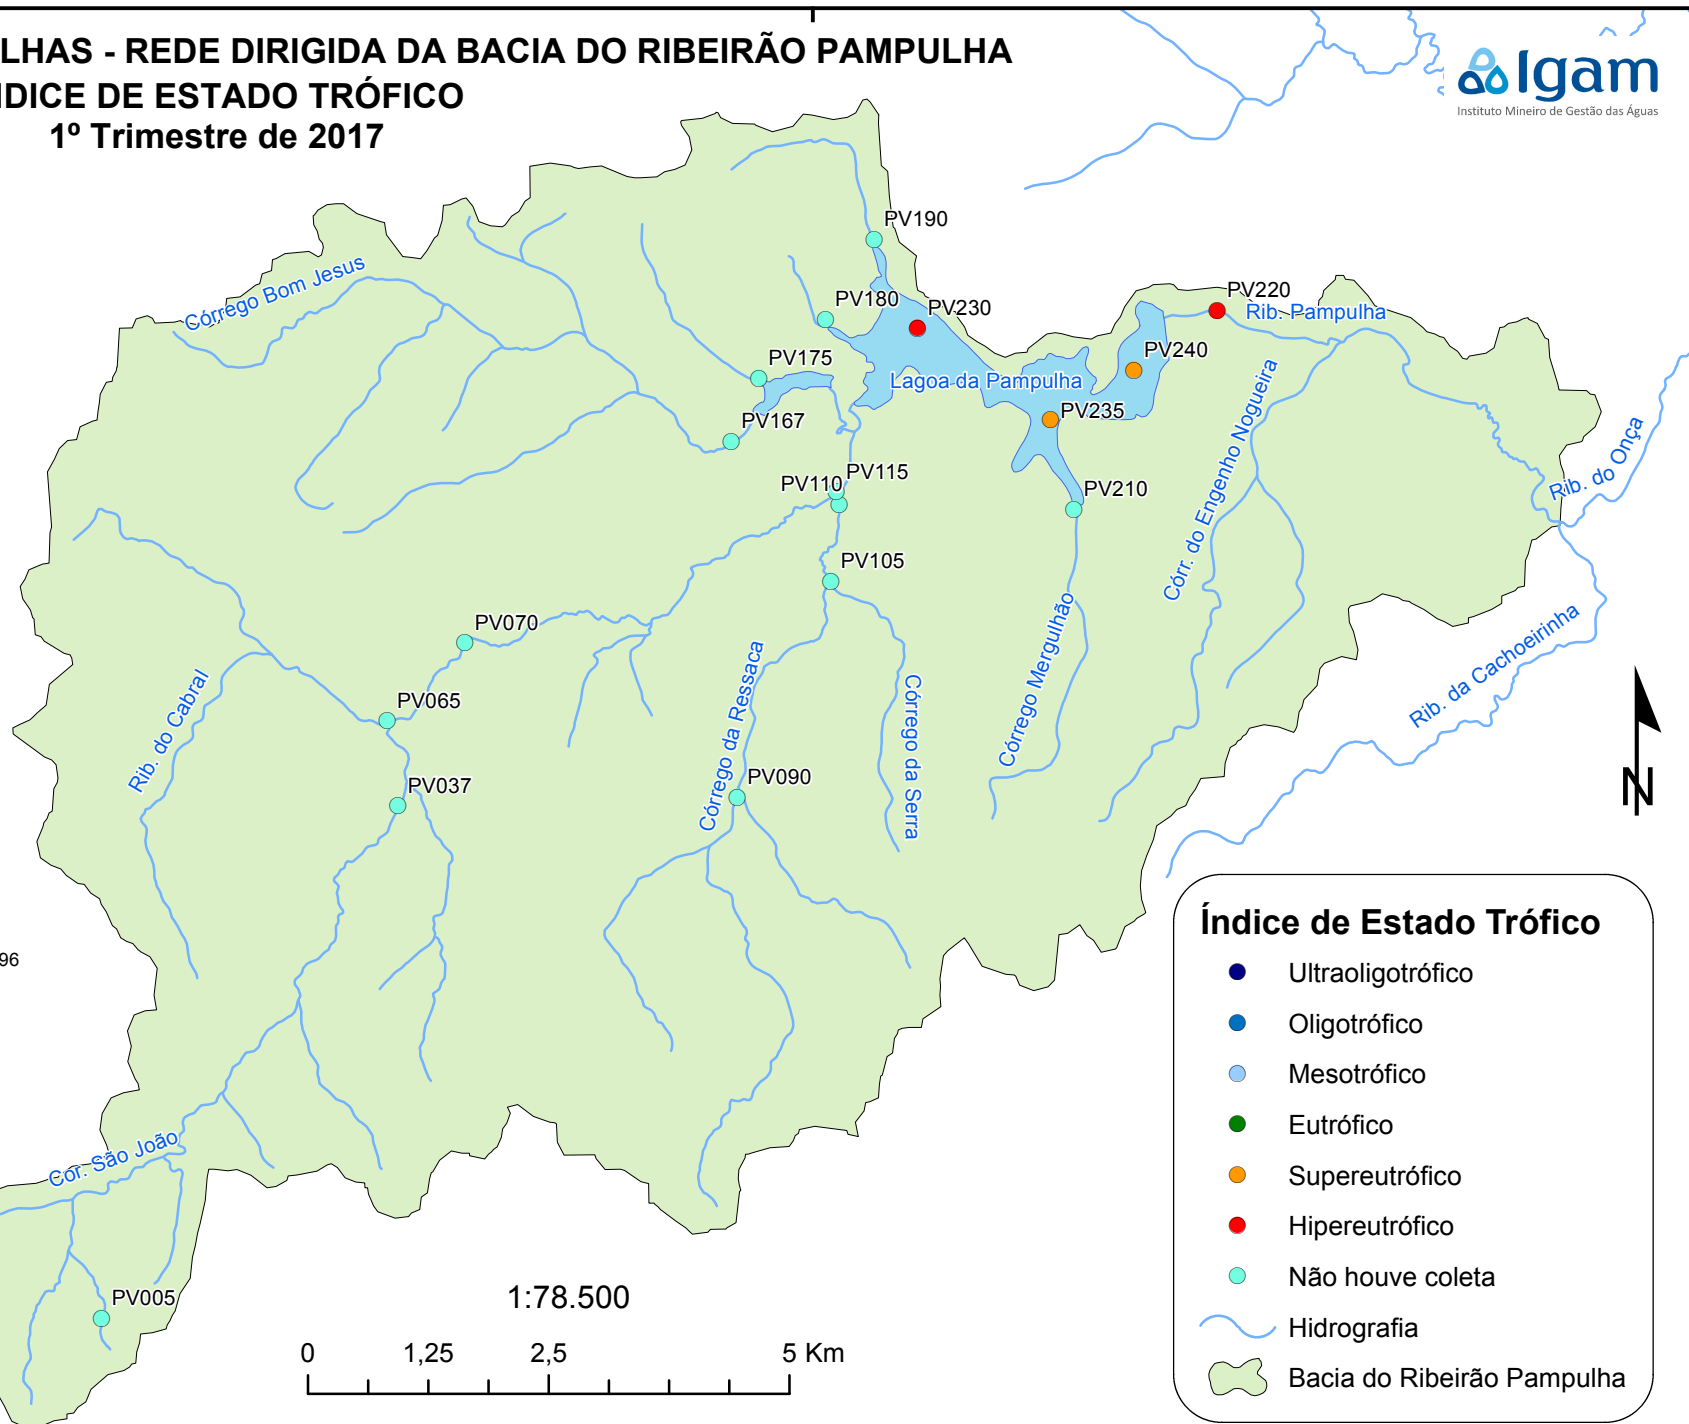 LHAS - REDE DIRIGIDA DA BACIA DO RIBEIRÃO PAMPULHA
NDICE DE ESTADO TRÓFICO
1º Trimestre de 2017
Igam
Instituto Mineiro de Gestão das Águas
PV190
Córrego Bom Jesus
PV180
PV230
PV220
Rib. Pampulha
PV175
PV240
Lagoa da Pampulha
PV167
PV235
PV115
PV110
PV210
Córr. do Engenho Nogueira
Rib. do Onça
PV105
PV070
Córrego Mergulhão
Rib. da Cachoeirinha
PV065
Rib. do Cabral
Córrego da Ressaca
Córrego da Serra
PV037
PV090
N
96
Cor. São João
PV005
1:78.500
0 1,25 2,5 5 Km
Índice de Estado Trófico
Ultraoligotrófico
Oligotrófico
Mesotrófico
Eutrófico
Supereutrófico
Hipereutrófico
Não houve coleta
Hidrografia
Bacia do Ribeirão Pampulha